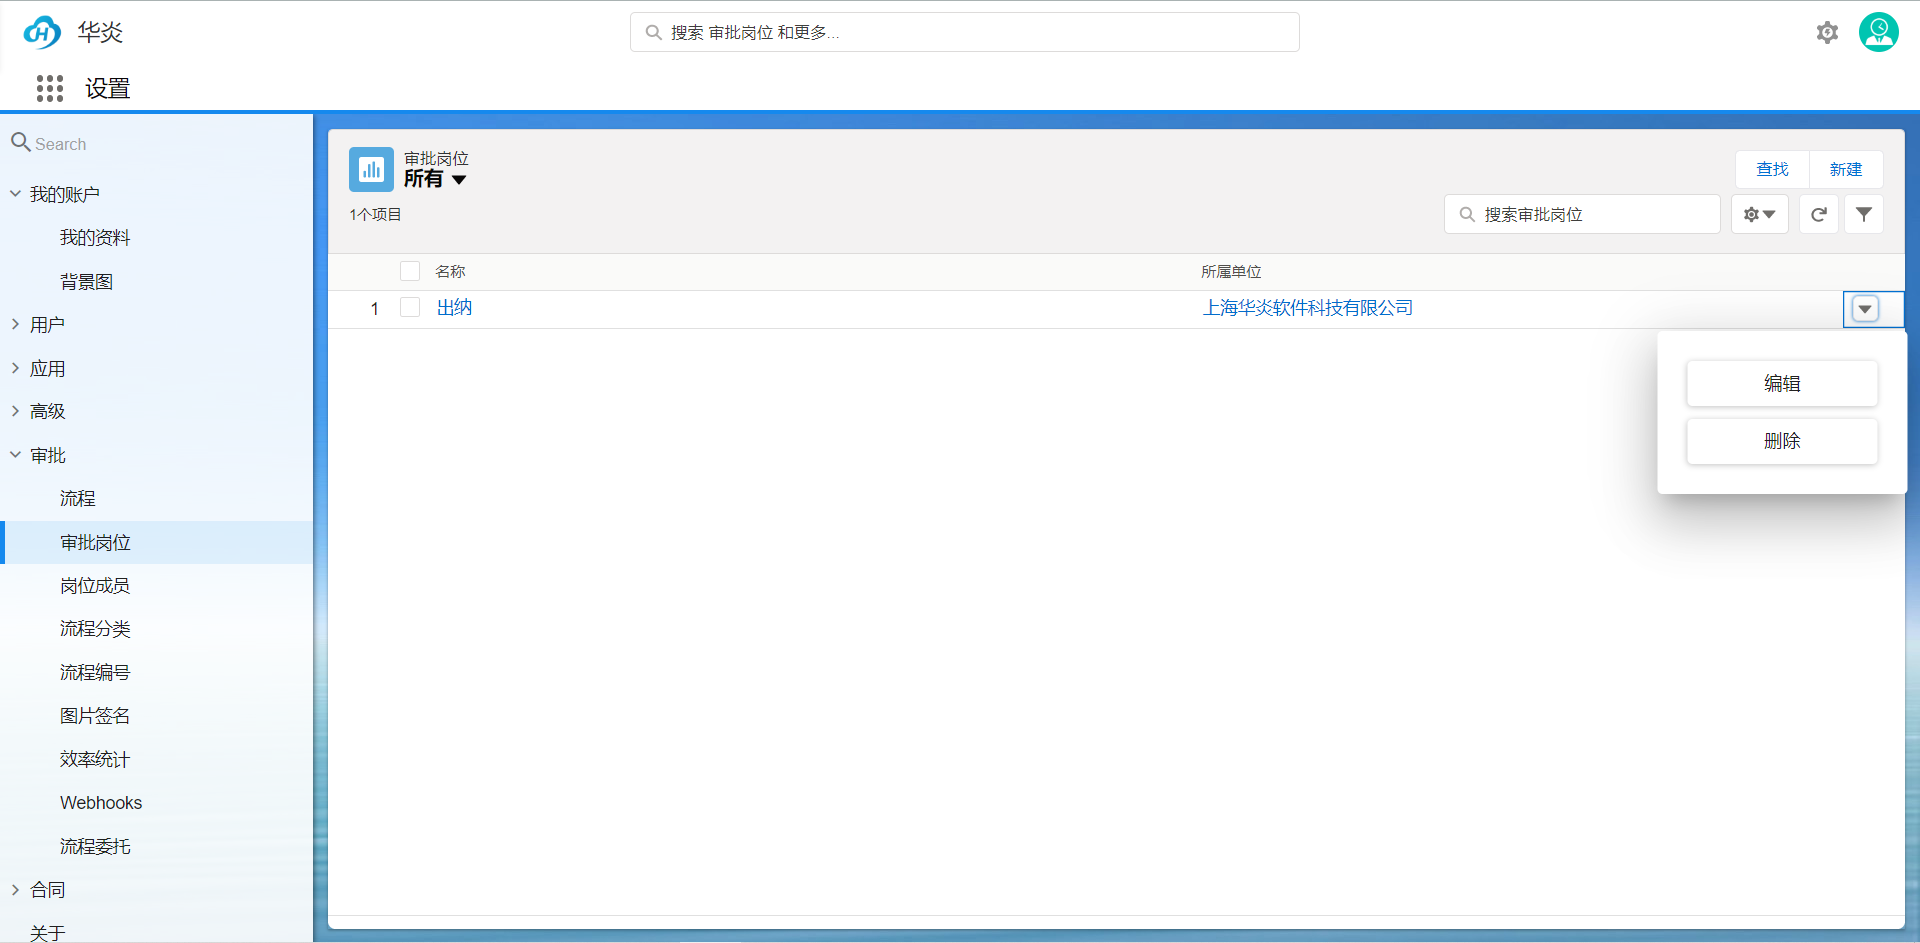 华炎
搜索 审批岗位 和更多...
设置
Search
我的账户
我的资料
背景图
用户
应用
高级
审批
流程
审批岗位
岗位成员
流程分类
流程编号
图片签名
效率统计
Webhooks
流程委托
合同
关于
审批岗位
所有
1个项目
查找
新建
搜索审批岗位
名称
所属单位
1
出纳
上海华炎软件科技有限公司
编辑
删除